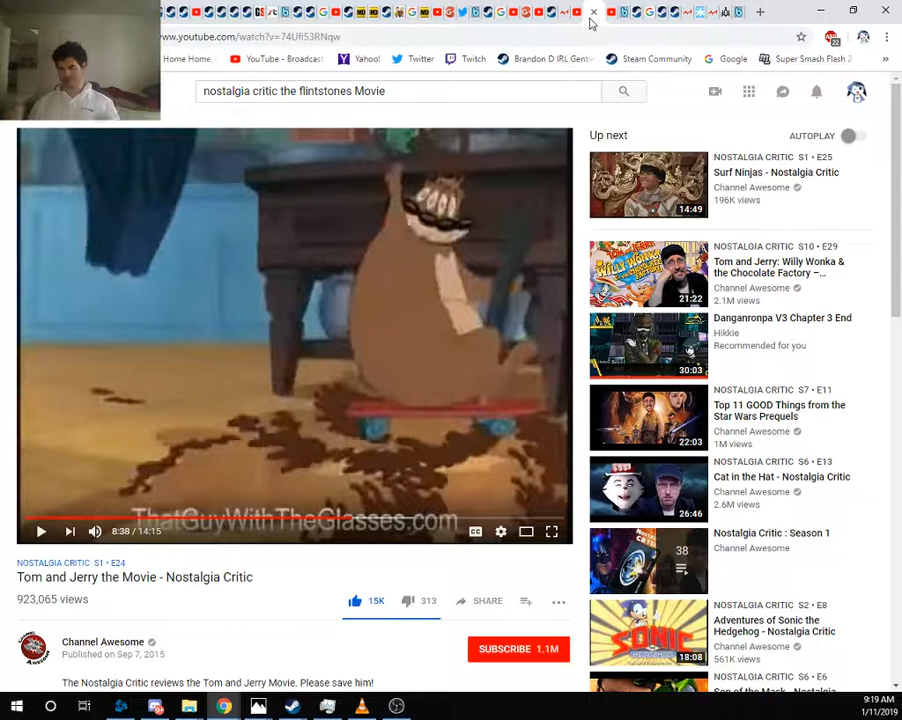 www.youtube.com/watch?v=74Ufi53RNqw
22
Home Home.
YouTube - Broadcast
Yahoo!
Twitter
Twitch
Brandon D IRL Genti
Steam Community
Google
Super Smash Flash 2
»
nostalgia critic the flintstones Movie
Up next
AUTOPLAY
NOSTALGIA CRITIC S1 • E25
Surf Ninjas - Nostalgia Critic
Channel Awesome
196K views
14:49
NOSTALGIA CRITIC S10 • E29
Tom and Jerry: Willy Wonka &
the Chocolate Factory –...
Channel Awesome
2.1M views
21:22
Danganronpa V3 Chapter 3 End
Hikkie
Recommended for you
30:03
NOSTALGIA CRITIC S7 • E11
Top 11 GOOD Things from the
Star Wars Prequels
Channel Awesome
1M views
22:03
NOSTALGIA CRITIC S6 • E13
Cat in the Hat - Nostalgia Critic
Channel Awesome
2.6M views
26:46
Nostalgia Critic : Season 1
Channel Awesome
38
NOSTALGIA CRITIC S2 • E8
Adventures of Sonic the
Hedgehog - Nostalgia Critic
Channel Awesome
561K views
SONIC
18:08
NOSTALGIA CRITIC S6 • E6
Son of the Mask - Nostalgia
ThatGuyWithTheGlasses.com
8:38 / 14:15
CC
NOSTALGIA CRITIC S1 • E24
Tom and Jerry the Movie - Nostalgia Critic
923,065 views
15K
313
SHARE
Channel Awesome
Published on Sep 7, 2015
SUBSCRIBE 1.1M
The Nostalgia Critic reviews the Tom and Jerry Movie. Please save him!
9:19 AM
1/11/2019